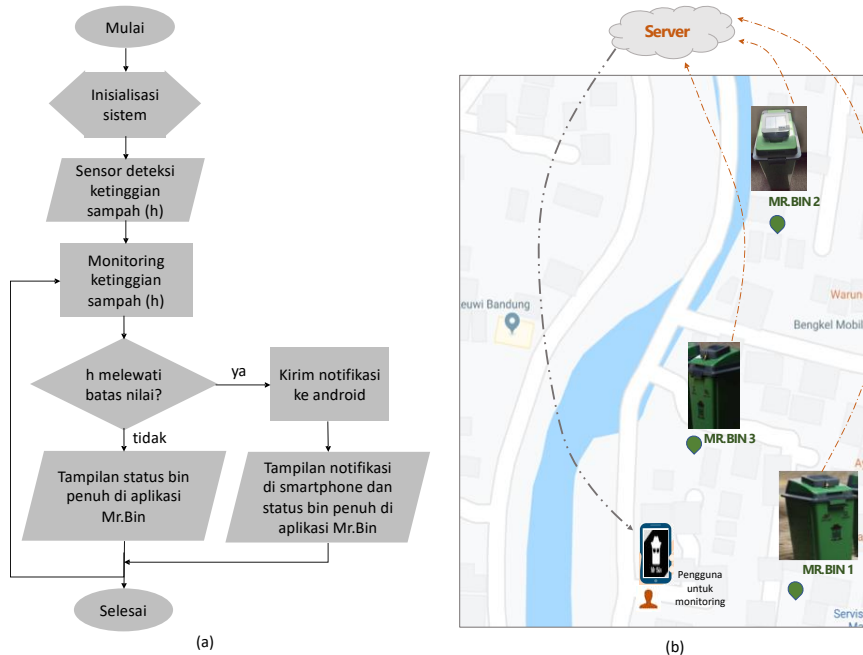 Mulai
Inisialisasi
sistem
Sensor deteksi
ketinggian
sampah (h)
Monitoring
ketinggian
sampah (h)
h melewati
batas nilai?
ya
Kirim notifikasi
ke android
tidak
Tampilan status bin
penuh di aplikasi
Mr.Bin
Tampilan notifikasi
di smartphone dan
status bin penuh di
aplikasi Mr.Bin
Selesai
(a)
Server
MR.BIN 2
Warun
Bengkel Mobil
euwi Bandung
MR.BIN 3
MR.BIN 1
Pengguna
untuk
monitoring
Servis
Ma
(b)